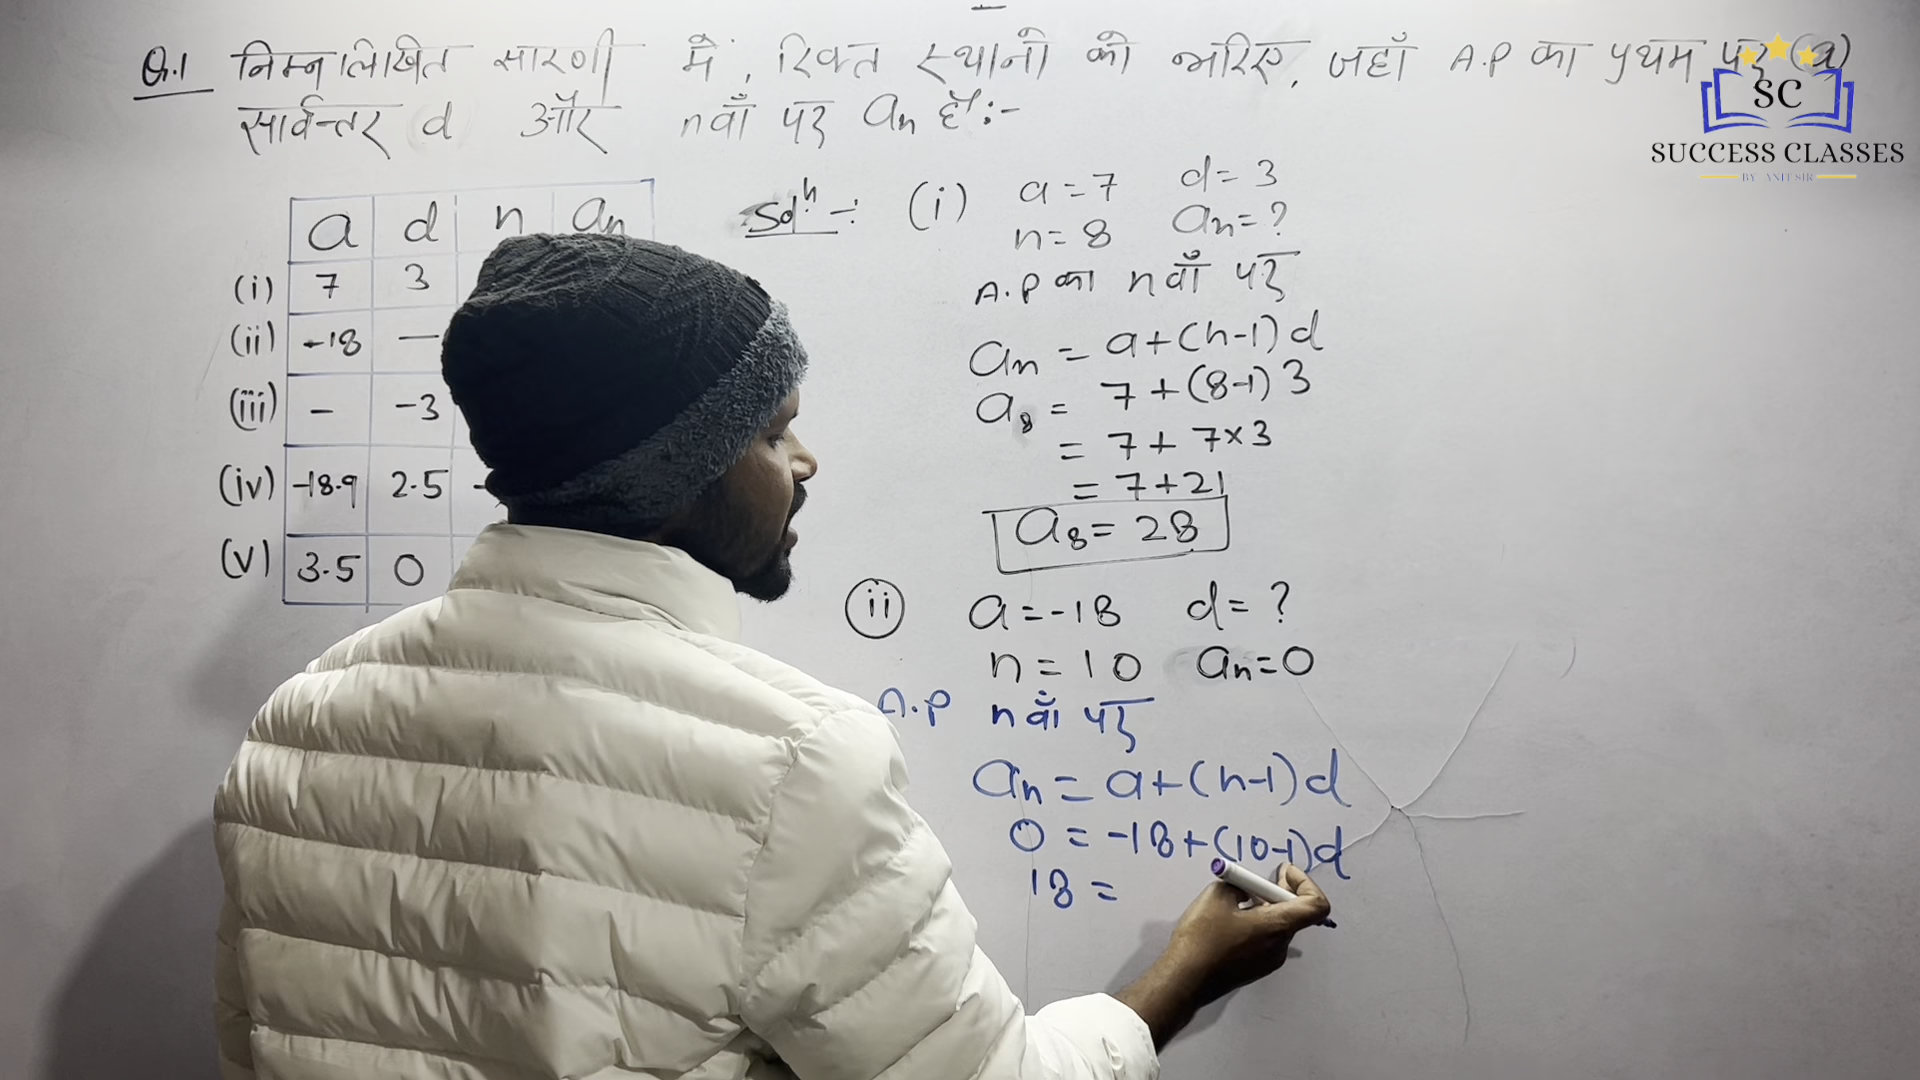 Q.1 निम्नलिखित सारणी में, रिक्त स्थानों को भरिए, जहाँ A.P का प्रथम पद (a)
सार्वन्तर d और nवाँ पद an है:-
SC
SUCCESS CLASSES
a d n an
(i) 7 3
(ii) -18 —
(iii) - -3
(iv) -18.9 2.5 -
(v) 3.5 0
Solⁿ :- (i) a = 7 d = 3
n = 8 an = ?
A.P का nवाँ पद
an = a+(n-1)d
a8 = 7+(8-1)3
= 7 + 7×3
= 7+21
a8 = 28
(ii) a = -18 d = ?
n = 10 an = 0
A.P nवाँ पद
an = a+(n-1)d
0 = -18+(10-1)d
18 =